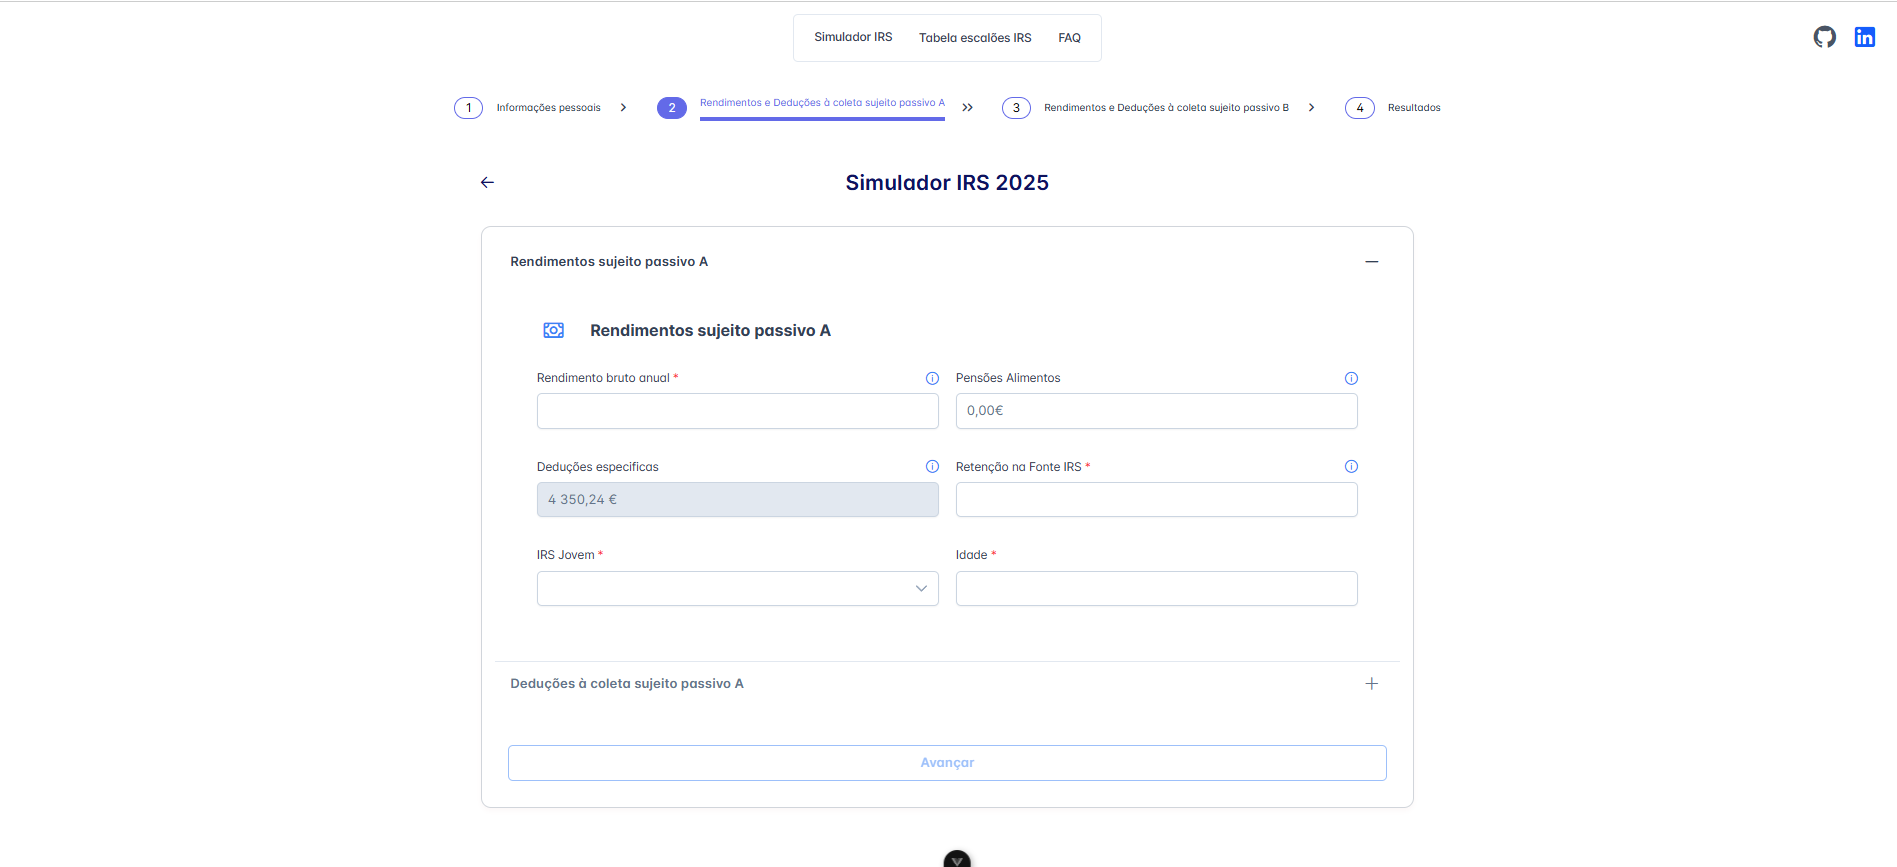 Simulador IRS Tabela escalões IRS FAQ
1 Informações pessoais 2 Rendimentos e Deduções à coleta sujeito passivo A 3 Rendimentos e Deduções à coleta sujeito passivo B 4 Resultados
Simulador IRS 2025
Rendimentos sujeito passivo A
Rendimentos sujeito passivo A
Rendimento bruto anual * Pensões Alimentos
0,00€
Deduções especificas Retenção na Fonte IRS *
4 350,24 €
IRS Jovem * Idade *
Deduções à coleta sujeito passivo A
Avançar